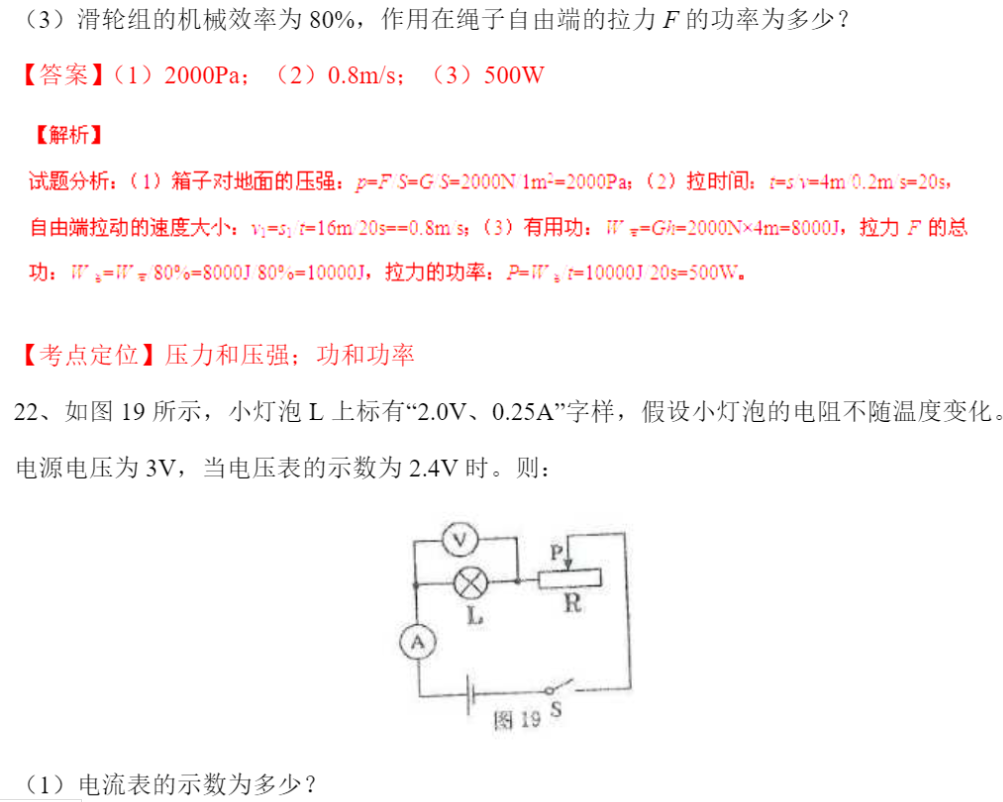 （3）滑轮组的机械效率为 80%，作用在绳子自由端的拉力 F 的功率为多少？
【答案】（1）2000Pa；（2）0.8m/s；（3）500W
【解析】
试题分析：（1）箱子对地面的压强：p=F/S=G/S=2000N/1m²=2000Pa；（2）拉时间：t=s/v=4m/0.2m/s=20s，
自由端拉动的速度大小：v₁=s₁/t=16m/20s==0.8m/s；（3）有用功：W有=Gh=2000N×4m=8000J，拉力 F 的总
功：W总=W有/80%=8000J/80%=10000J，拉力的功率：P=W总/t=10000J/20s=500W。
【考点定位】压力和压强；功和功率
22、如图 19 所示，小灯泡 L 上标有“2.0V、0.25A”字样，假设小灯泡的电阻不随温度变化。
电源电压为 3V，当电压表的示数为 2.4V 时。则：
V
P
R
L
A
S
图 19
（1）电流表的示数为多少？